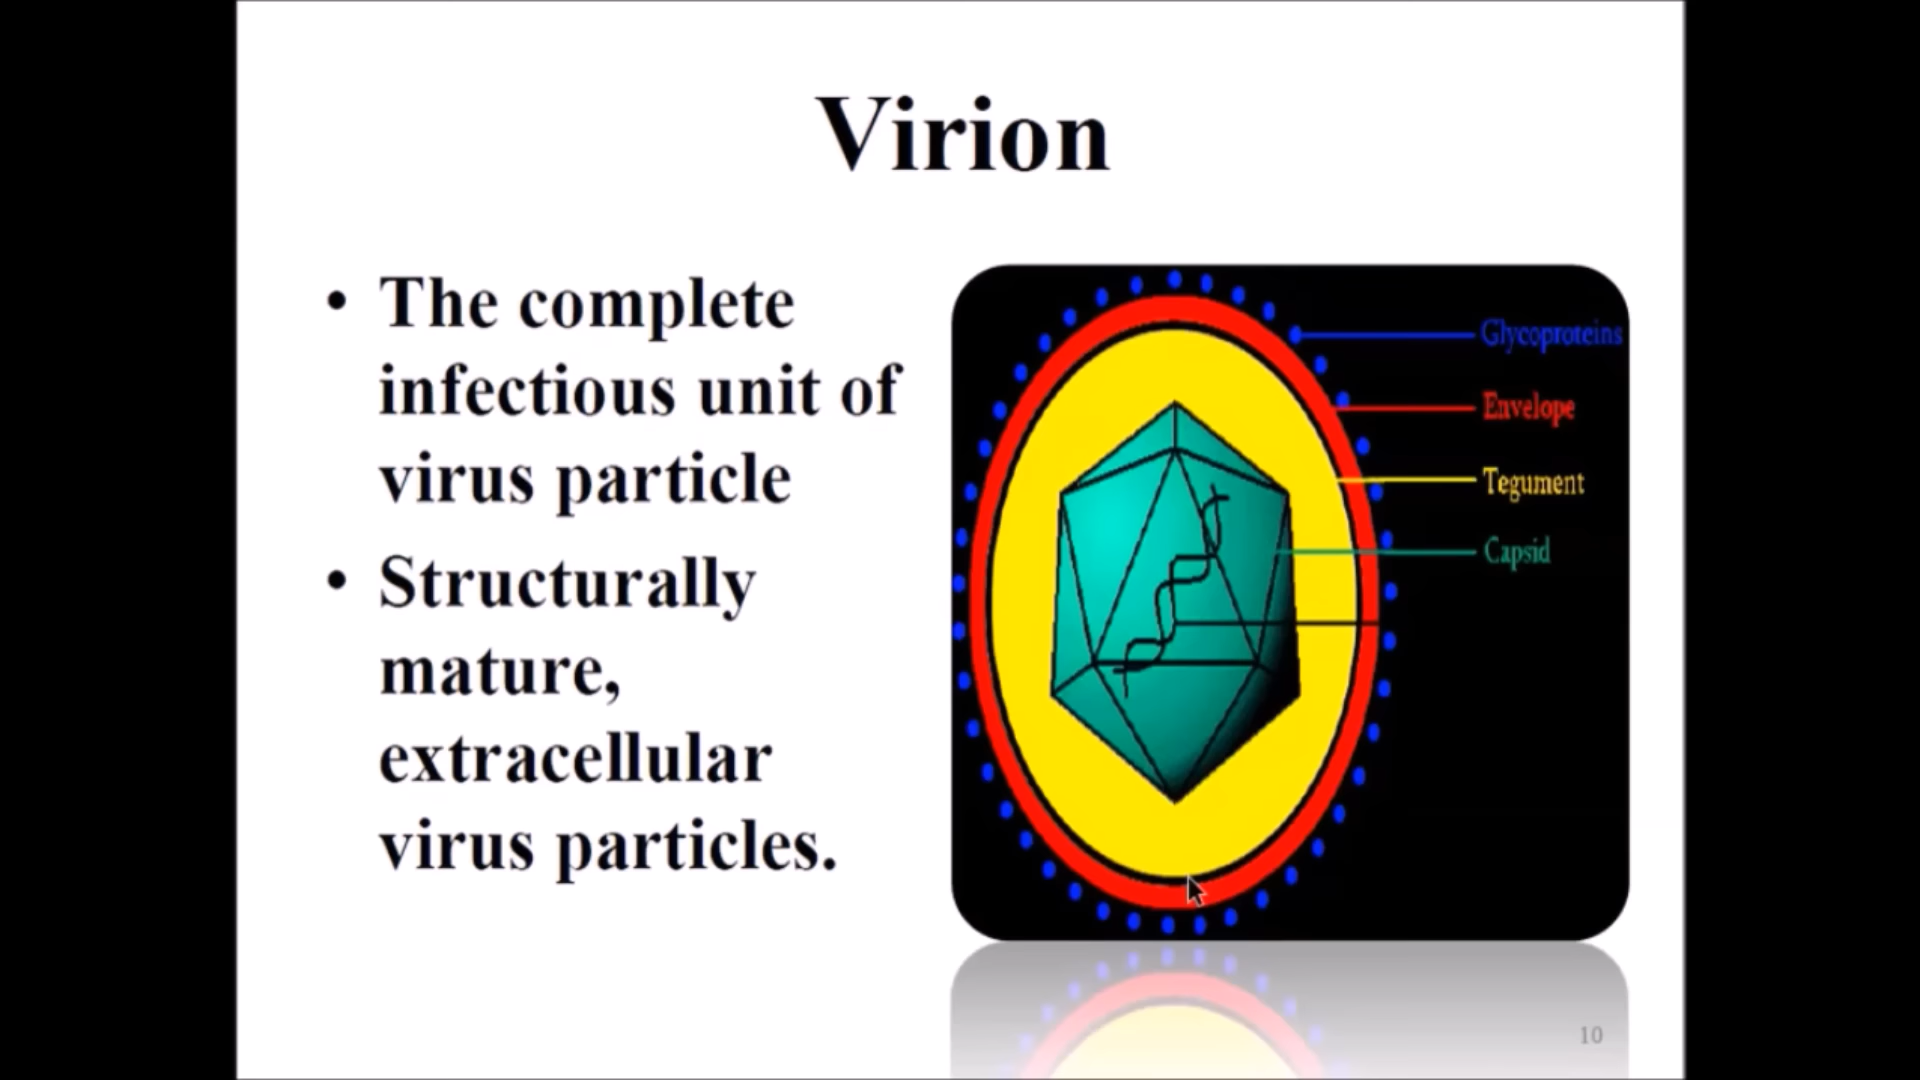 Virion
• The complete
infectious unit of
virus particle
• Structurally
mature,
extracellular
virus particles.
Glycoproteins
Envelope
Tegument
Capsid
10